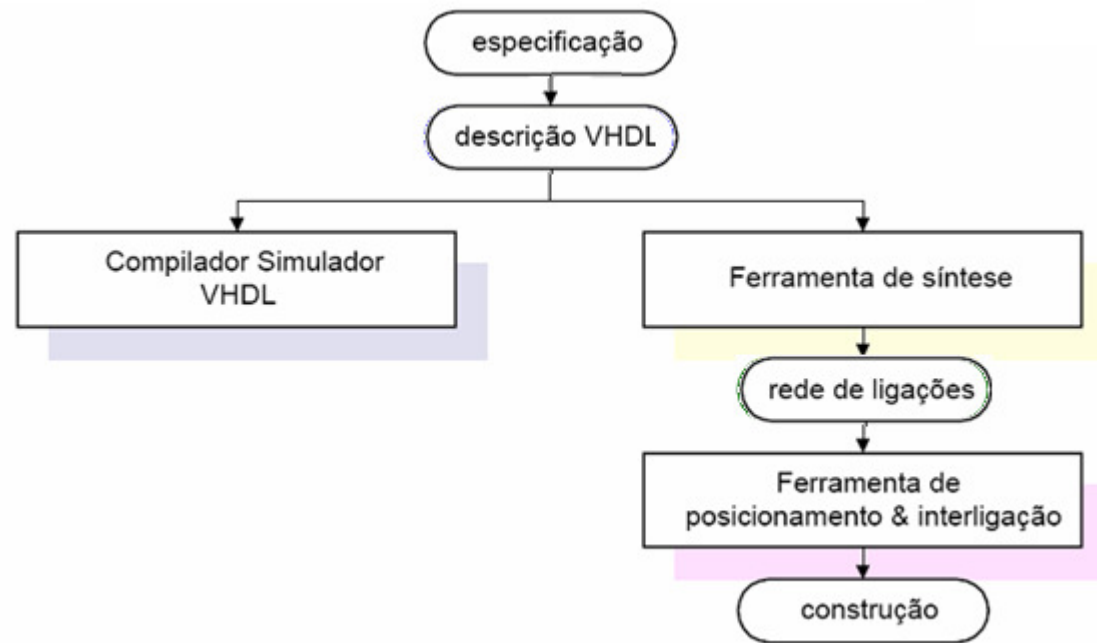 especificação
descrição VHDL
Compilador Simulador
VHDL
Ferramenta de síntese
rede de ligações
Ferramenta de
posicionamento & interligação
construção